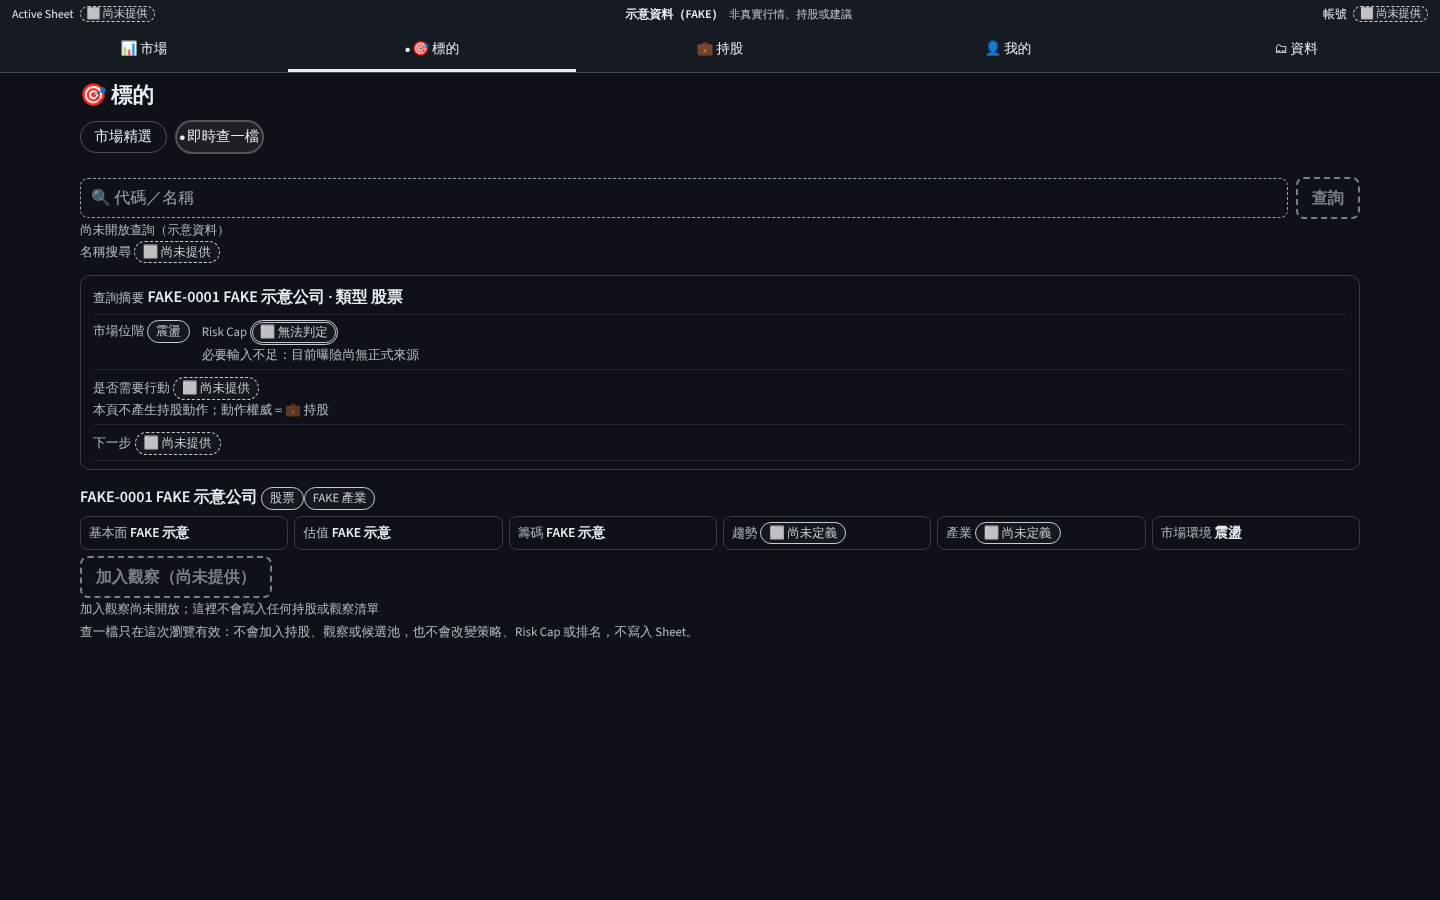 Active Sheet ⬜ 尚未提供 示意資料（FAKE） 非真實行情、持股或建議 帳號 ⬜ 尚未提供
📊 市場 • 🎯 標的 💼 持股 👤 我的 🗂 資料
🎯 標的
市場精選 • 即時查一檔
🔍 代碼／名稱 查詢
尚未開放查詢（示意資料）
名稱搜尋 ⬜ 尚未提供
查詢摘要 FAKE-0001 FAKE 示意公司 · 類型 股票
市場位階 震盪 Risk Cap ⬜ 無法判定
必要輸入不足：目前曝險尚無正式來源
是否需要行動 ⬜ 尚未提供
本頁不產生持股動作；動作權威＝💼 持股
下一步 ⬜ 尚未提供
FAKE-0001 FAKE 示意公司 股票 FAKE 產業
基本面 FAKE 示意 估值 FAKE 示意 籌碼 FAKE 示意 趨勢 ⬜ 尚未定義 產業 ⬜ 尚未定義 市場環境 震盪
加入觀察（尚未提供）
加入觀察尚未開放；這裡不會寫入任何持股或觀察清單
查一檔只在這次瀏覽有效：不會加入持股、觀察或候選池，也不會改變策略、Risk Cap 或排名，不寫入 Sheet。